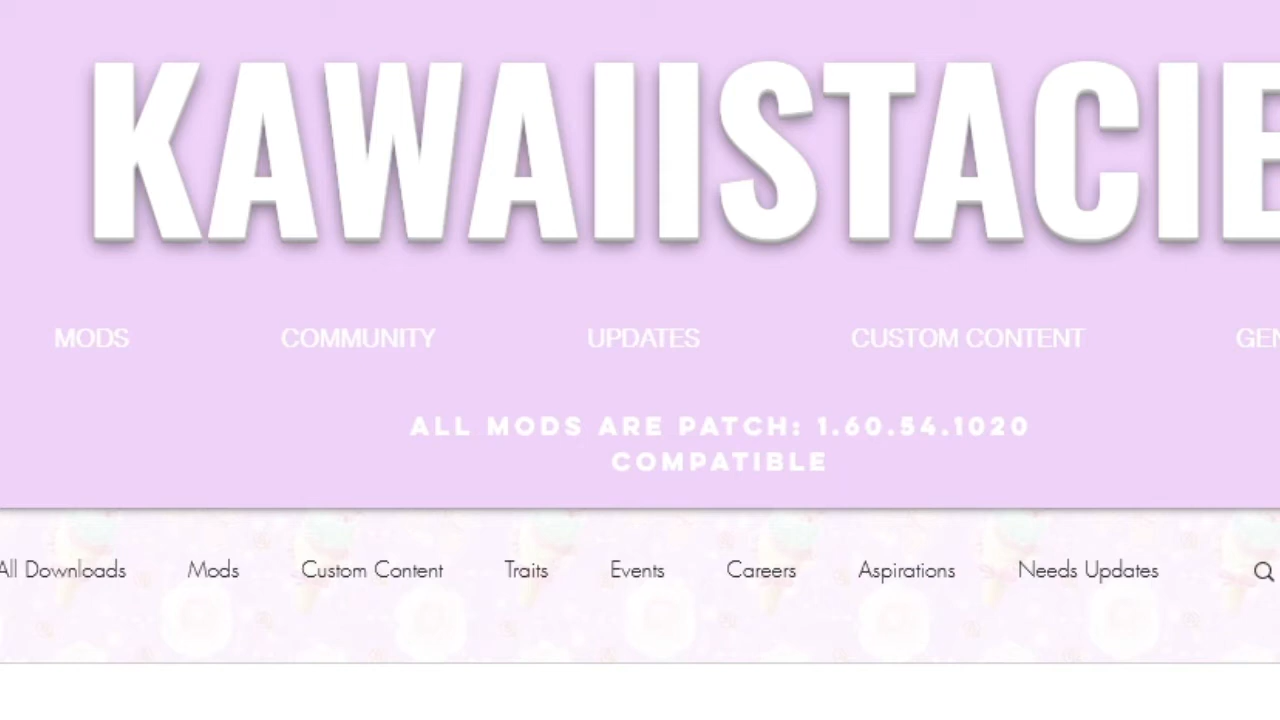 KAWAIISTACIE
MODS COMMUNITY UPDATES CUSTOM CONTENT GEN
ALL MODS ARE PATCH: 1.60.54.1020
COMPATIBLE
All Downloads Mods Custom Content Traits Events Careers Aspirations Needs Updates